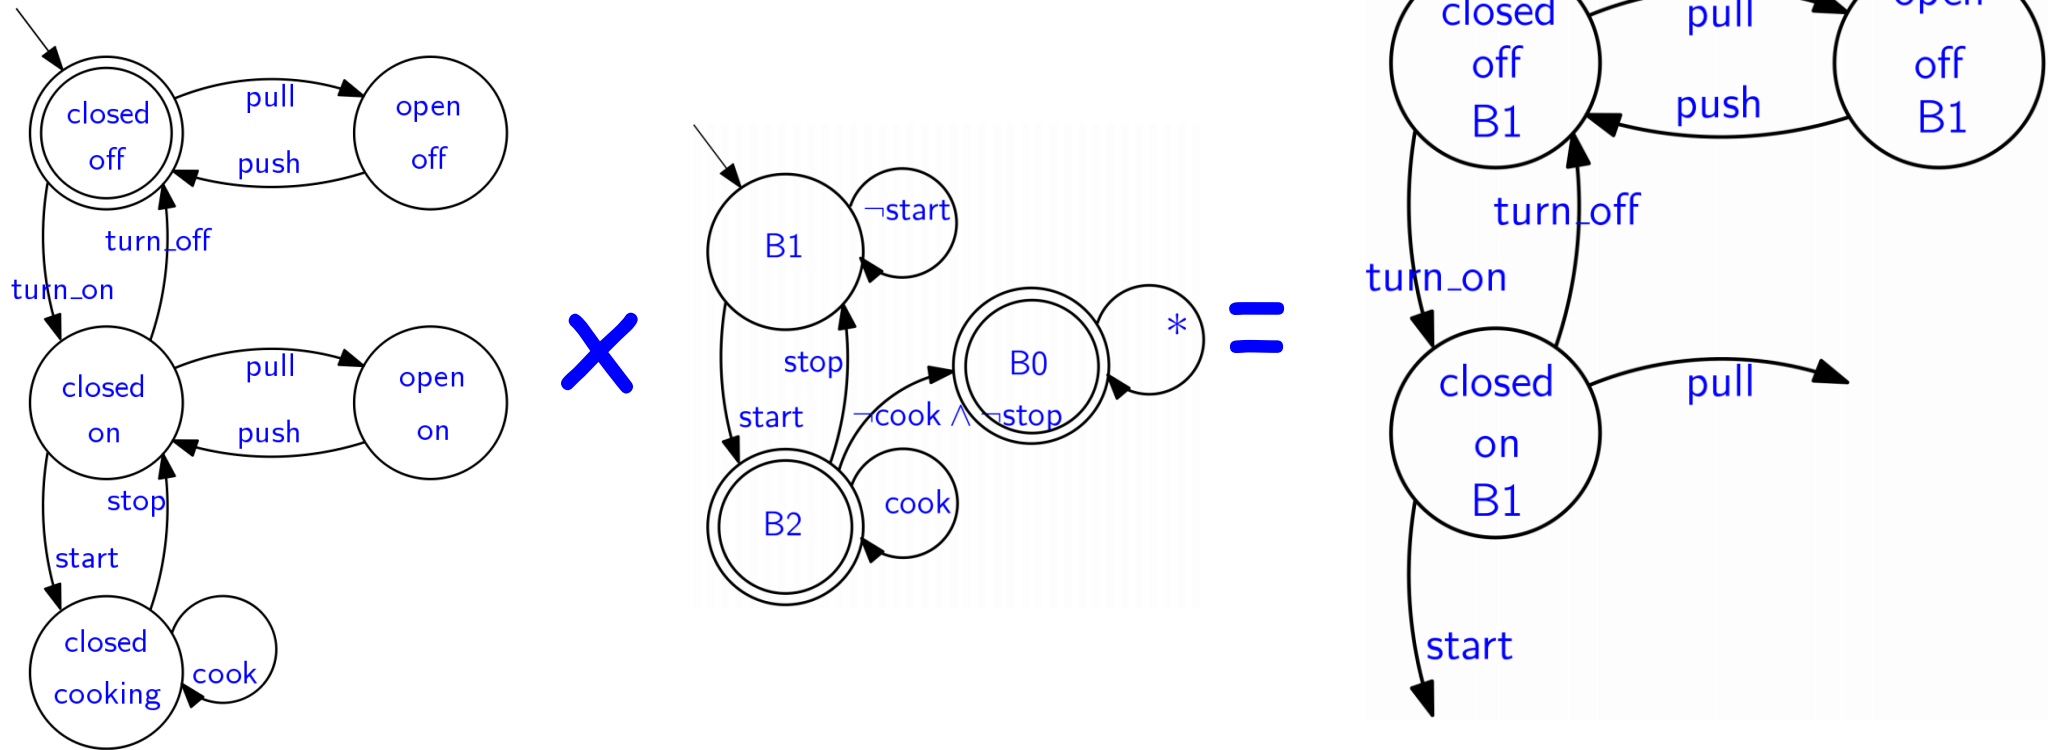 closed
off
pull
push
open
off
turn_off
turn_on
closed
on
pull
push
open
on
stop
start
closed
cooking
cook
×
B1
¬start
stop
start
¬cook ∧ ¬stop
B0
*
B2
cook
=
closed
off
B1
pull
push
open
off
B1
turn_off
turn_on
closed
on
B1
pull
start